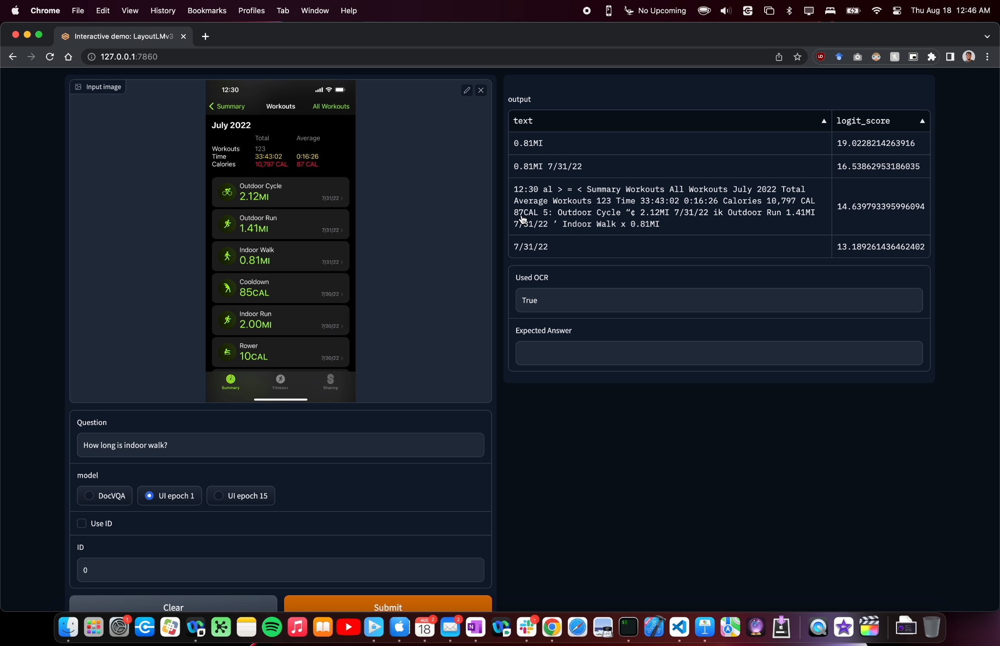 Chrome File Edit View History Bookmarks Profiles Tab Window Help No Upcoming Thu Aug 18 12:46 AM
Interactive demo: LayoutLMv3
127.0.0.1:7860
Input image
12:30
Summary Workouts All Workouts
July 2022
Total Average
Workouts 123
Time 33:43:02 0:16:26
Calories 10,797 CAL 87 CAL
Outdoor Cycle
2.12MI 7/31/22
Outdoor Run
1.41MI 7/31/22
Indoor Walk
0.81MI 7/31/22
Cooldown
85CAL 7/30/22
Indoor Run
2.00MI 7/30/22
Rower
10CAL 7/30/22
Summary Fitness+ Sharing
Question
How long is indoor walk?
model
DocVQA UI epoch 1 UI epoch 15
Use ID
ID
0
Clear Submit
output
text logit_score
0.81MI 19.0228214263916
0.81MI 7/31/22 16.53862953186035
12:30 al > = < Summary Workouts All Workouts July 2022 Total
Average Workouts 123 Time 33:43:02 0:16:26 Calories 10,797 CAL
87CAL 5: Outdoor Cycle “¢ 2.12MI 7/31/22 ik Outdoor Run 1.41MI
7/31/22 ’ Indoor Walk x 0.81MI
14.639793395996094
7/31/22 13.189261436462402
Used OCR
True
Expected Answer
1
AUG 2
18
2